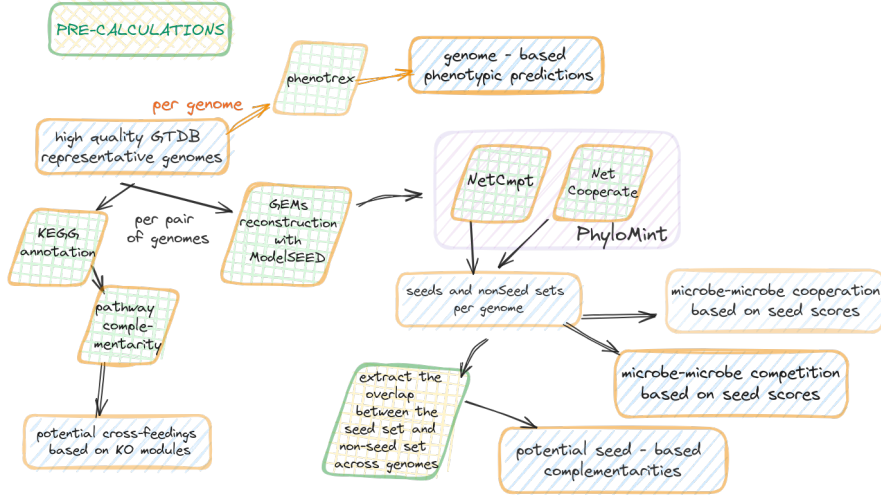 PRE-CALCULATIONS
phenotrex
genome - based
phenotypic predictions
per genome
high quality GTDB
representative genomes
KEGG
annotation
per pair
of genomes
GEMs
reconstruction
with
ModelSEED
NetCmpt
Net
Cooperate
PhyloMint
pathway
comple-
mentarity
seeds and nonSeed sets
per genome
microbe-microbe cooperation
based on seed scores
microbe-microbe competition
based on seed scores
extract the
overlap
between the
seed set and
non-seed set
across genomes
potential cross-feedings
based on KO modules
potential seed - based
complementarities